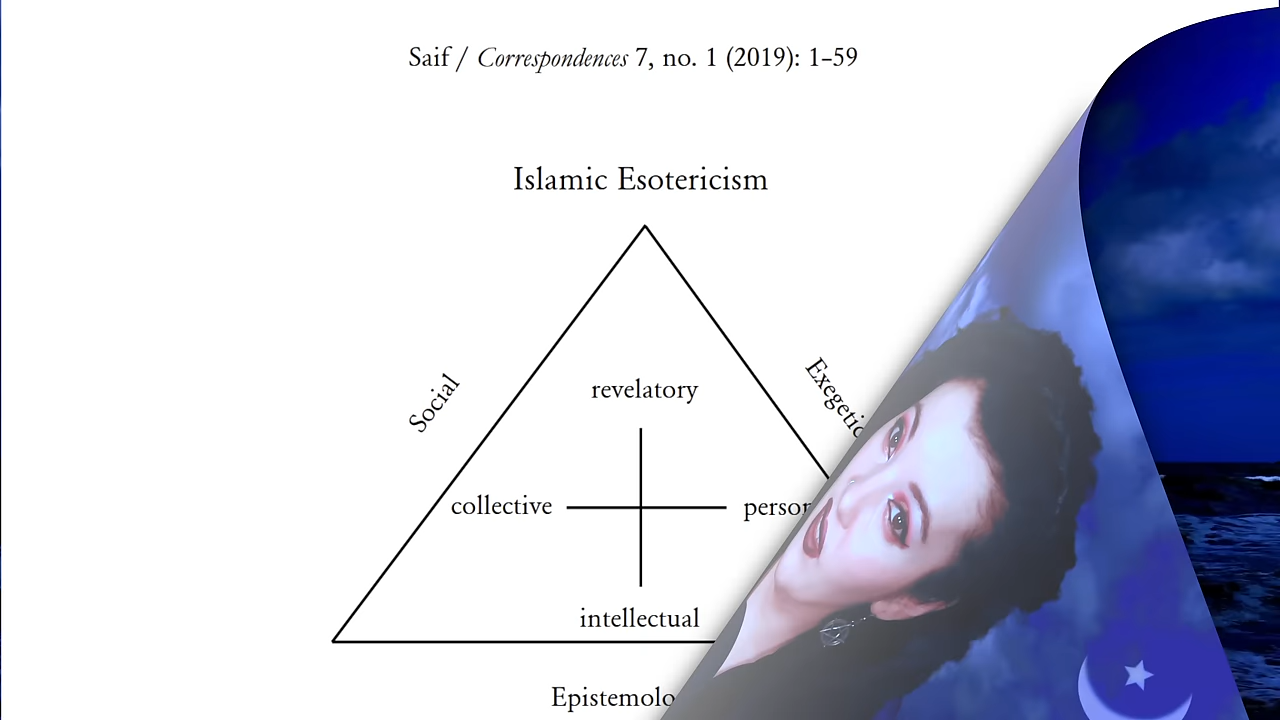 Saif / Correspondences 7, no. 1 (2019): 1–59
Islamic Esotericism
Social
revelatory
collective
intellectual